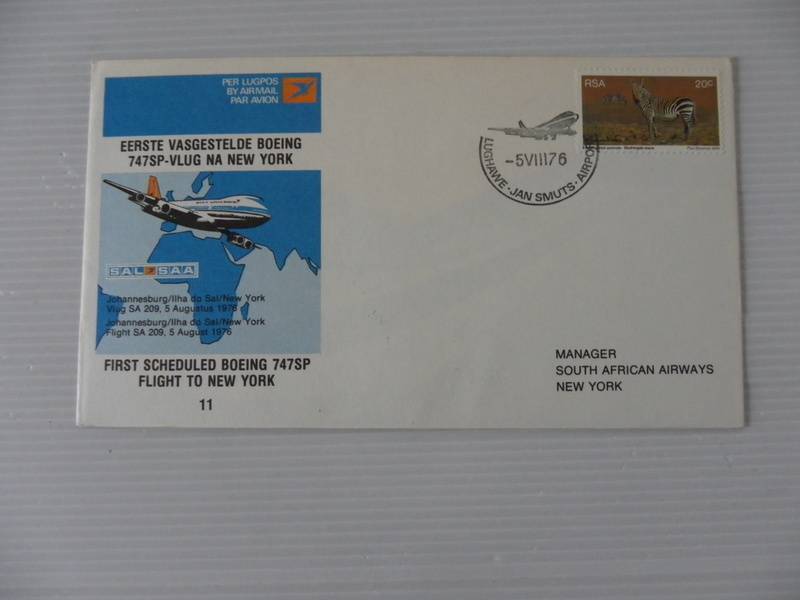 PER LUGPOS
BY AIRMAIL
PAR AVION
EERSTE VASGESTELDE BOEING
747SP-VLUG NA NEW YORK
SAL SAA
Johannesburg/Ilha do Sal/New York
Vlug SA 209, 5 Augustus 1976
Johannesburg/Ilha do Sal/New York
Flight SA 209, 5 August 1976
FIRST SCHEDULED BOEING 747SP
FLIGHT TO NEW YORK
11
RSA 20c
-5VIII76
LUGHAWE · JAN SMUTS · AIRPORT
MANAGER
SOUTH AFRICAN AIRWAYS
NEW YORK